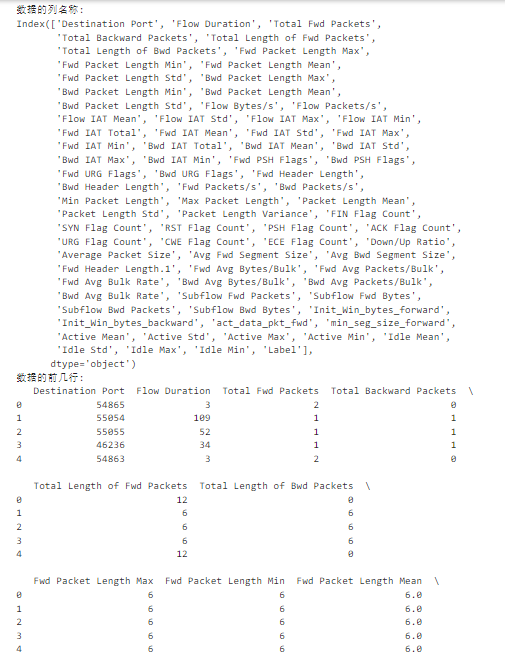 数据的列名称:
Index(['Destination Port', 'Flow Duration', 'Total Fwd Packets',
'Total Backward Packets', 'Total Length of Fwd Packets',
'Total Length of Bwd Packets', 'Fwd Packet Length Max',
'Fwd Packet Length Min', 'Fwd Packet Length Mean',
'Fwd Packet Length Std', 'Bwd Packet Length Max',
'Bwd Packet Length Min', 'Bwd Packet Length Mean',
'Bwd Packet Length Std', 'Flow Bytes/s', 'Flow Packets/s',
'Flow IAT Mean', 'Flow IAT Std', 'Flow IAT Max', 'Flow IAT Min',
'Fwd IAT Total', 'Fwd IAT Mean', 'Fwd IAT Std', 'Fwd IAT Max',
'Fwd IAT Min', 'Bwd IAT Total', 'Bwd IAT Mean', 'Bwd IAT Std',
'Bwd IAT Max', 'Bwd IAT Min', 'Fwd PSH Flags', 'Bwd PSH Flags',
'Fwd URG Flags', 'Bwd URG Flags', 'Fwd Header Length',
'Bwd Header Length', 'Fwd Packets/s', 'Bwd Packets/s',
'Min Packet Length', 'Max Packet Length', 'Packet Length Mean',
'Packet Length Std', 'Packet Length Variance', 'FIN Flag Count',
'SYN Flag Count', 'RST Flag Count', 'PSH Flag Count', 'ACK Flag Count',
'URG Flag Count', 'CWE Flag Count', 'ECE Flag Count', 'Down/Up Ratio',
'Average Packet Size', 'Avg Fwd Segment Size', 'Avg Bwd Segment Size',
'Fwd Header Length.1', 'Fwd Avg Bytes/Bulk', 'Fwd Avg Packets/Bulk',
'Fwd Avg Bulk Rate', 'Bwd Avg Bytes/Bulk', 'Bwd Avg Packets/Bulk',
'Bwd Avg Bulk Rate', 'Subflow Fwd Packets', 'Subflow Fwd Bytes',
'Subflow Bwd Packets', 'Subflow Bwd Bytes', 'Init_Win_bytes_forward',
'Init_Win_bytes_backward', 'act_data_pkt_fwd', 'min_seg_size_forward',
'Active Mean', 'Active Std', 'Active Max', 'Active Min', 'Idle Mean',
'Idle Std', 'Idle Max', 'Idle Min', 'Label'],
dtype='object')
数据的前几行:
Destination Port Flow Duration Total Fwd Packets Total Backward Packets \
0 54865 3 2 0
1 55054 109 1 1
2 55055 52 1 1
3 46236 34 1 1
4 54863 3 2 0
Total Length of Fwd Packets Total Length of Bwd Packets \
0 12 0
1 6 6
2 6 6
3 6 6
4 12 0
Fwd Packet Length Max Fwd Packet Length Min Fwd Packet Length Mean \
0 6 6 6.0
1 6 6 6.0
2 6 6 6.0
3 6 6 6.0
4 6 6 6.0